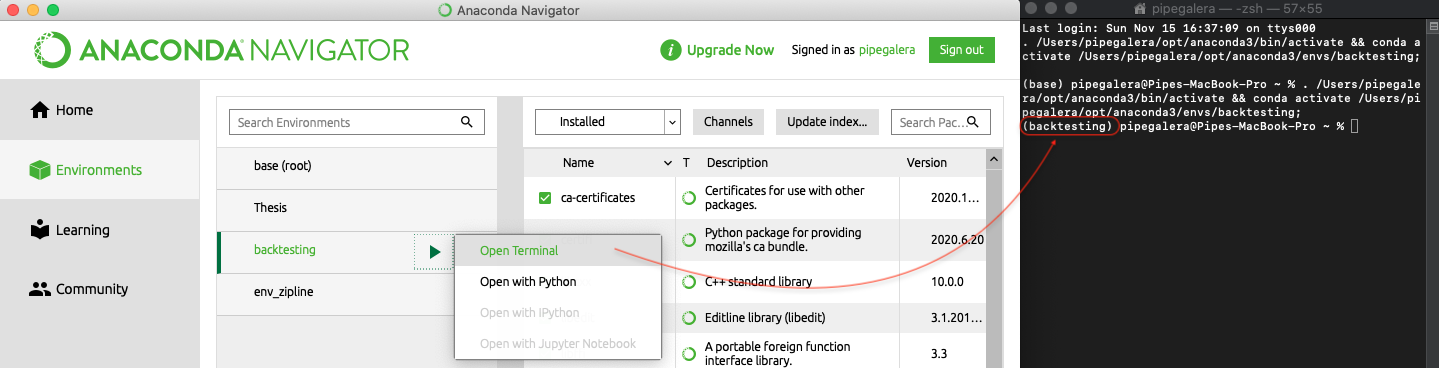 Anaconda Navigator
ANACONDA NAVIGATOR
i Upgrade Now
Signed in as pipegalera
Sign out
Home
Environments
Learning
Community
Search Environments
base (root)
Thesis
backtesting
env_zipline
Open Terminal
Open with Python
Open with IPython
Open with Jupyter Notebook
Installed
Channels
Update index...
Search Pac...
Name T Description Version
ca-certificates
Certificates for use with other
packages.
2020.1...
Python package for providing
mozilla's ca bundle.
2020.6.20
C++ standard library
10.0.0
Editline library (libedit)
3.1.201...
A portable foreign function
interface library.
3.3
pipegalera — -zsh — 57×55
Last login: Sun Nov 15 16:37:09 on ttys000
. /Users/pipegalera/opt/anaconda3/bin/activate && conda a
ctivate /Users/pipegalera/opt/anaconda3/envs/backtesting;
(base) pipegalera@Pipes-MacBook-Pro ~ % . /Users/pipegale
ra/opt/anaconda3/bin/activate && conda activate /Users/pi
pegalera/opt/anaconda3/envs/backtesting;
(backtesting) pipegalera@Pipes-MacBook-Pro ~ %